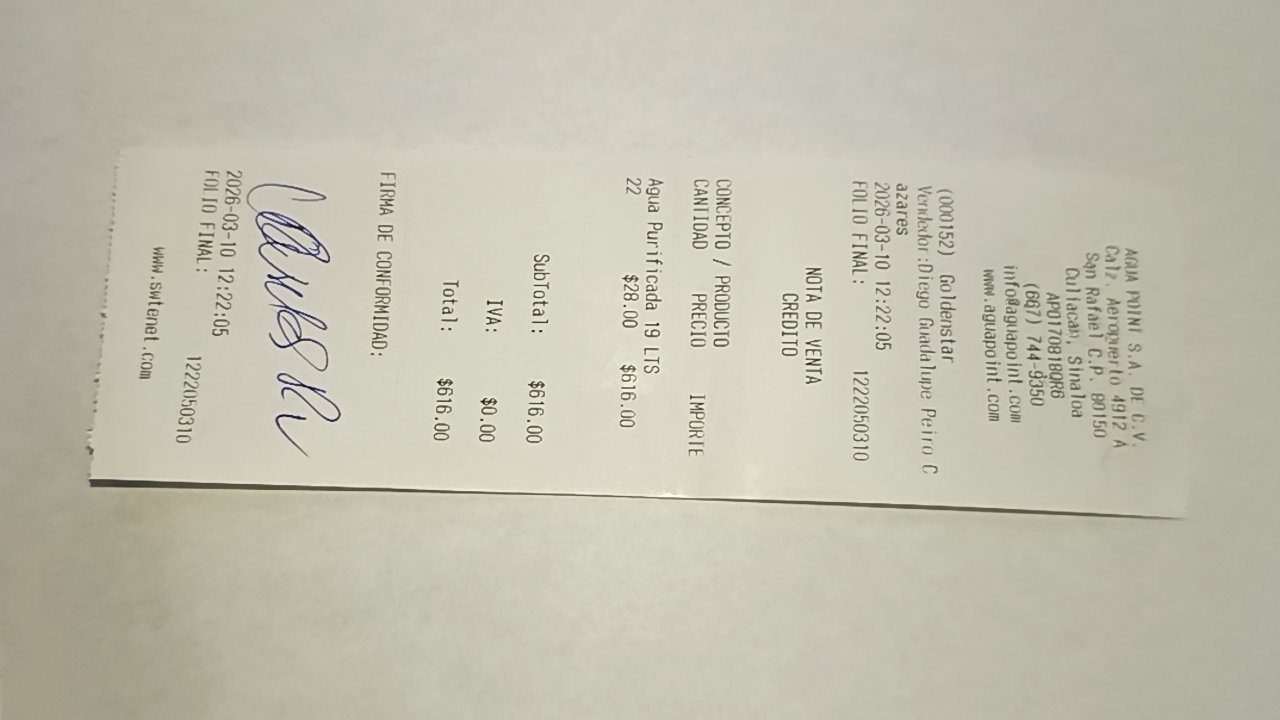 AGUA POINT S.A. DE C.V.
Calz. Aeropuerto 4912 A
San Rafael C.P. 80150
Culiacan, Sinaloa
APO170818QR6
(667) 744-9350
info@aguapoint.com
www.aguapoint.com
(000152) Goldenstar
Vendedor:Diego Guadalupe Peiro C
azares
2026-03-10 12:22:05
FOLIO FINAL: 1222050310
NOTA DE VENTA
CREDITO
CONCEPTO / PRODUCTO
CANTIDAD PRECIO IMPORTE
Agua Purificada 19 LTS
22 $28.00 $616.00
SubTotal: $616.00
IVA: $0.00
Total: $616.00
FIRMA DE CONFORMIDAD:
2026-03-10 12:22:05
FOLIO FINAL: 1222050310
www.swtenet.com